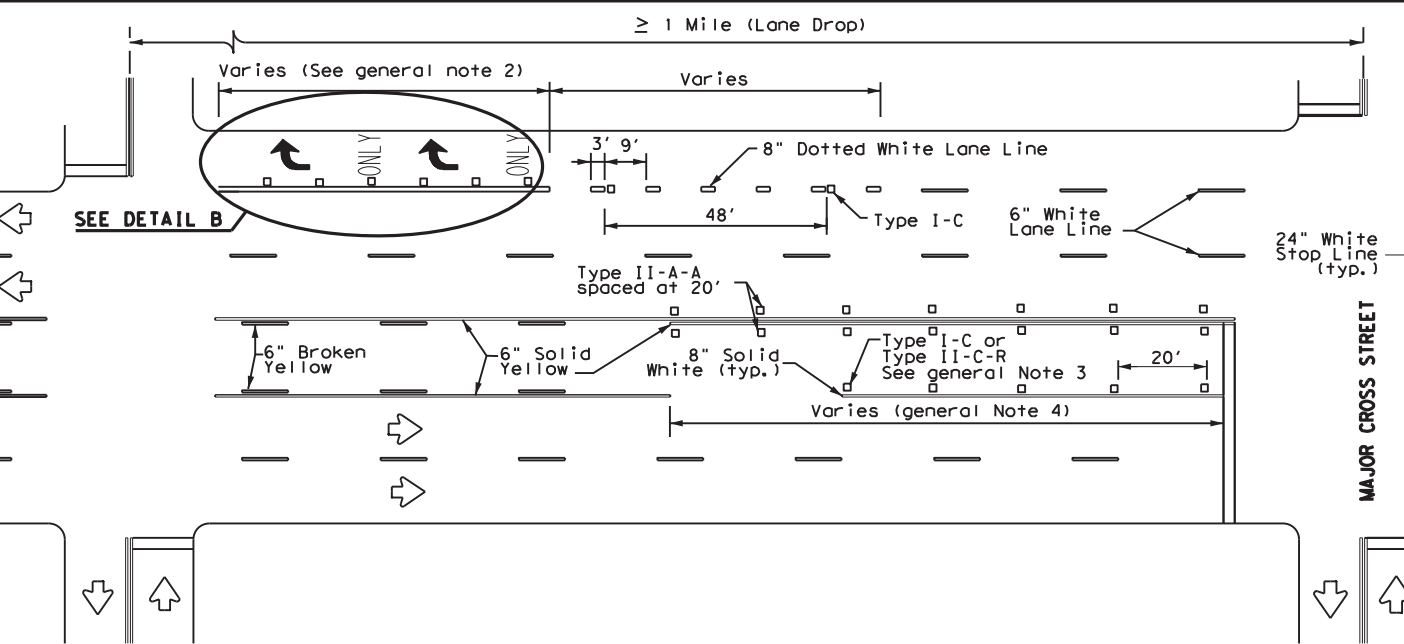 ≥ 1 Mile (Lane Drop)
Varies (See general note 2)
Varies
ONLY
ONLY
3' 9'
8" Dotted White Lane Line
SEE DETAIL B
48'
Type I-C
6" White
Lane Line
24" White
Stop Line
(typ.)
Type II-A-A
spaced at 20'
6" Broken
Yellow
6" Solid
Yellow
8" Solid
White (typ.)
Type I-C or
Type II-C-R
See general Note 3
20'
Varies (general Note 4)
MAJOR CROSS STREET